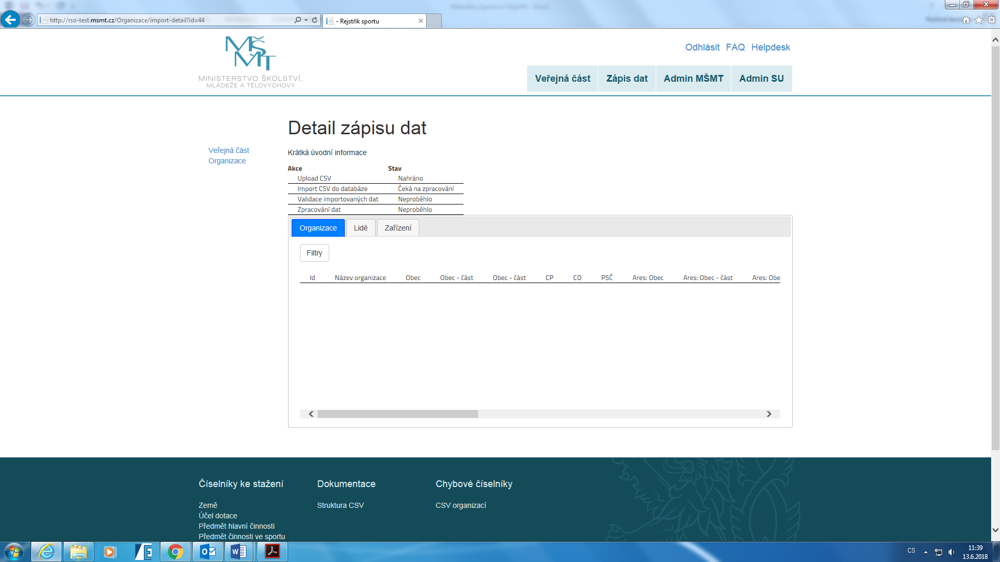 http://rso-test.msmt.cz/Organizace/import-detail?id=44
- Rejstřík sportu
MŠMT
MINISTERSTVO ŠKOLSTVÍ,
MLÁDEŽE A TĚLOVÝCHOVY
Odhlásit FAQ Helpdesk
Veřejná část Zápis dat Admin MŠMT Admin SU
Detail zápisu dat
Veřejná část
Organizace
Krátká úvodní informace
Akce Stav
Upload CSV Nahráno
Import CSV do databáze Čeká na zpracování
Validace importovaných dat Neproběhlo
Zpracování dat Neproběhlo
Organizace Lidé Zařízení
Filtry
Id Název organizace Obec Obec - část Obec - část CP CO PSČ Ares: Obec Ares: Obec - část Ares: Obe
Číselníky ke stažení Dokumentace Chybové číselníky
Země Struktura CSV CSV organizací
Účel dotace
Předmět hlavní činnosti
Předmět činnosti ve sportu
CS 11:39
13.6.2018